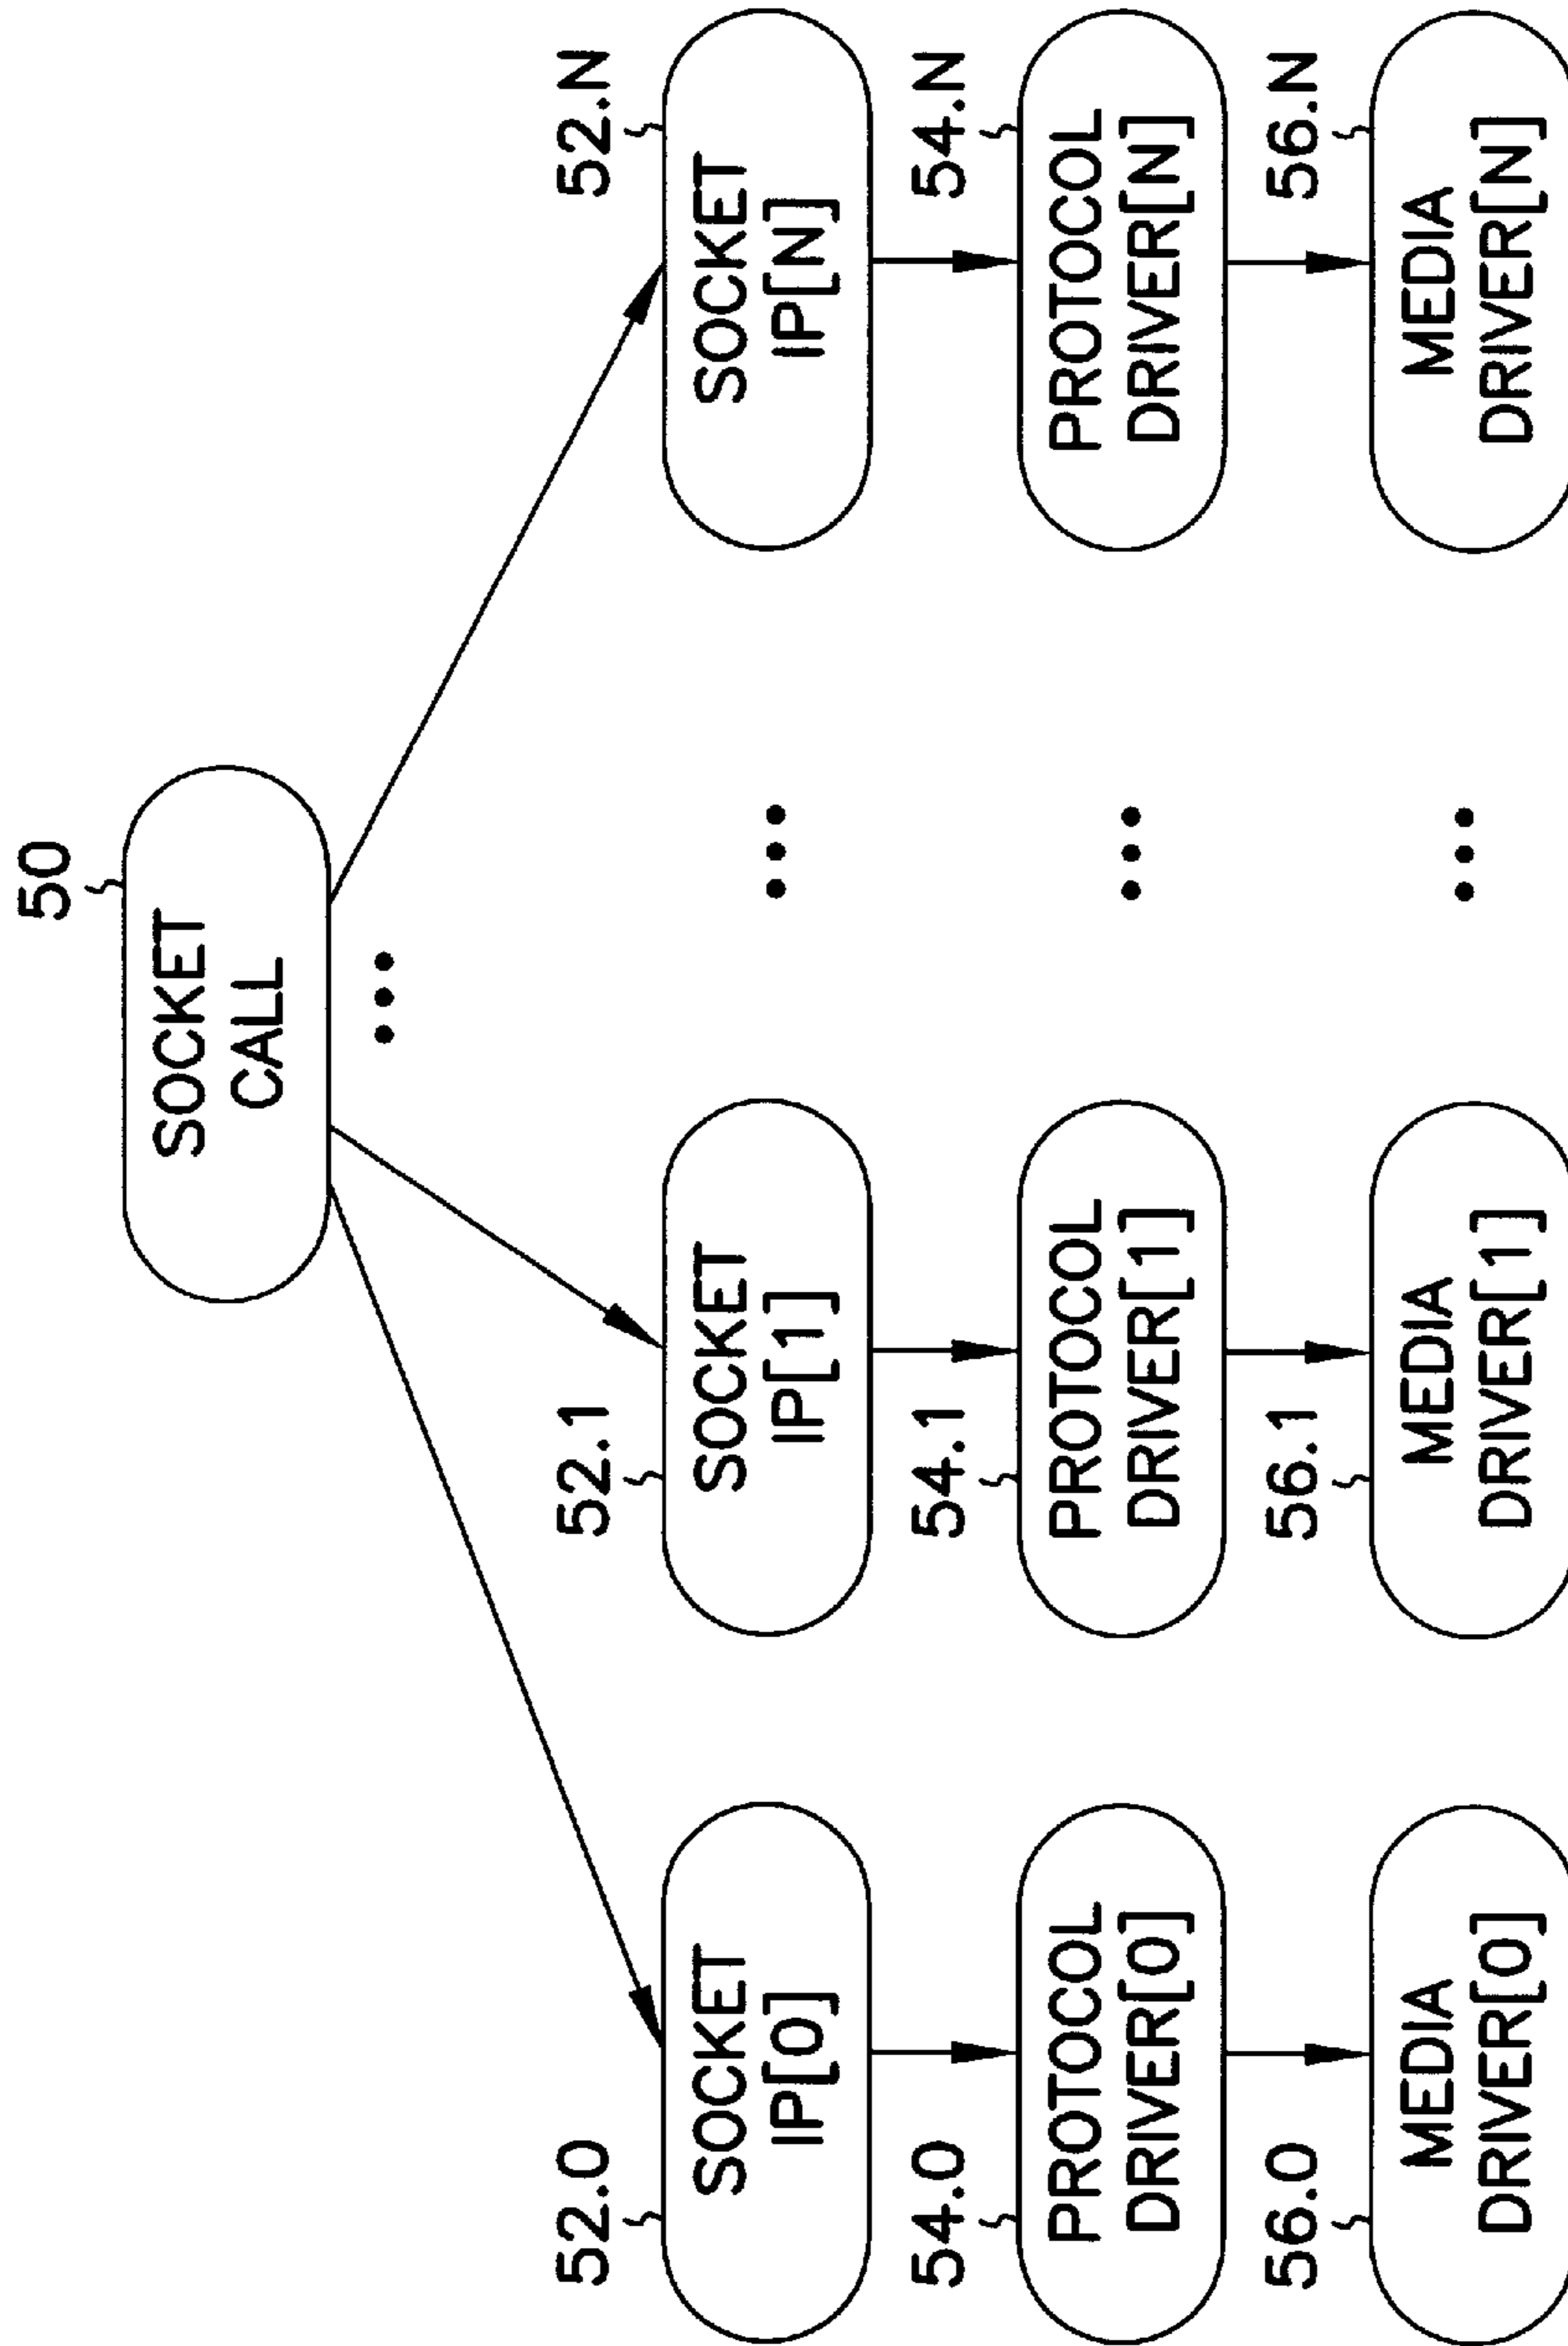 50
SOCKET
CALL
52.0
SOCKET
IP[0]
52.1
SOCKET
IP[1]
52.N
SOCKET
IP[N]
54.0
PROTOCOL
DRIVER[0]
54.1
PROTOCOL
DRIVER[1]
54.N
PROTOCOL
DRIVER[N]
56.0
MEDIA
DRIVER[0]
56.1
MEDIA
DRIVER[1]
56.N
MEDIA
DRIVER[N]